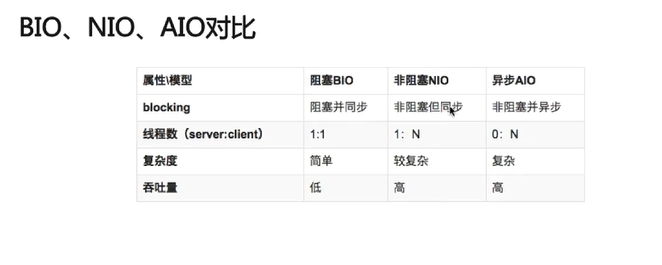 BIO、NIO、AIO对比
属性\模型 阻塞BIO 非阻塞NIO 异步AIO
blocking 阻塞并同步 非阻塞但同步 非阻塞并异步
线程数（server:client） 1:1 1：N 0：N
复杂度 简单 较复杂 复杂
吞吐量 低 高 高